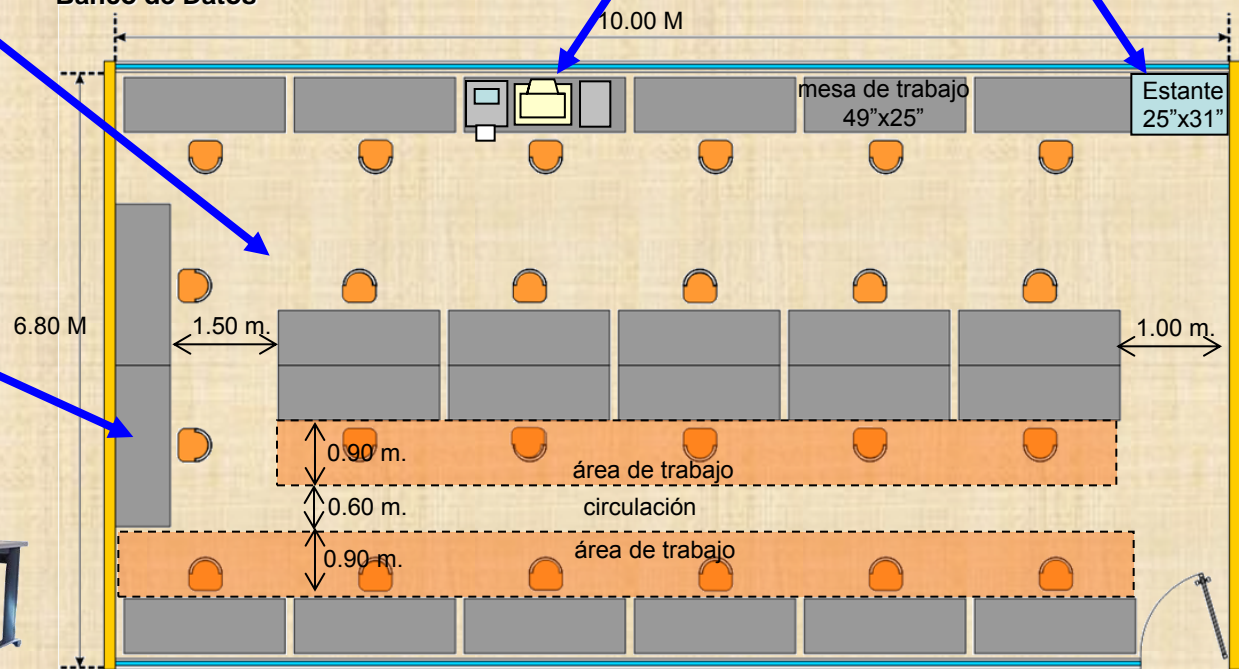 Banco de Datos
10.00 M
mesa de trabajo
49”x25”
Estante
25”x31”
6.80 M
1.50 m.
1.00 m.
0.90 m.
área de trabajo
0.60 m.
circulación
0.90 m.
área de trabajo